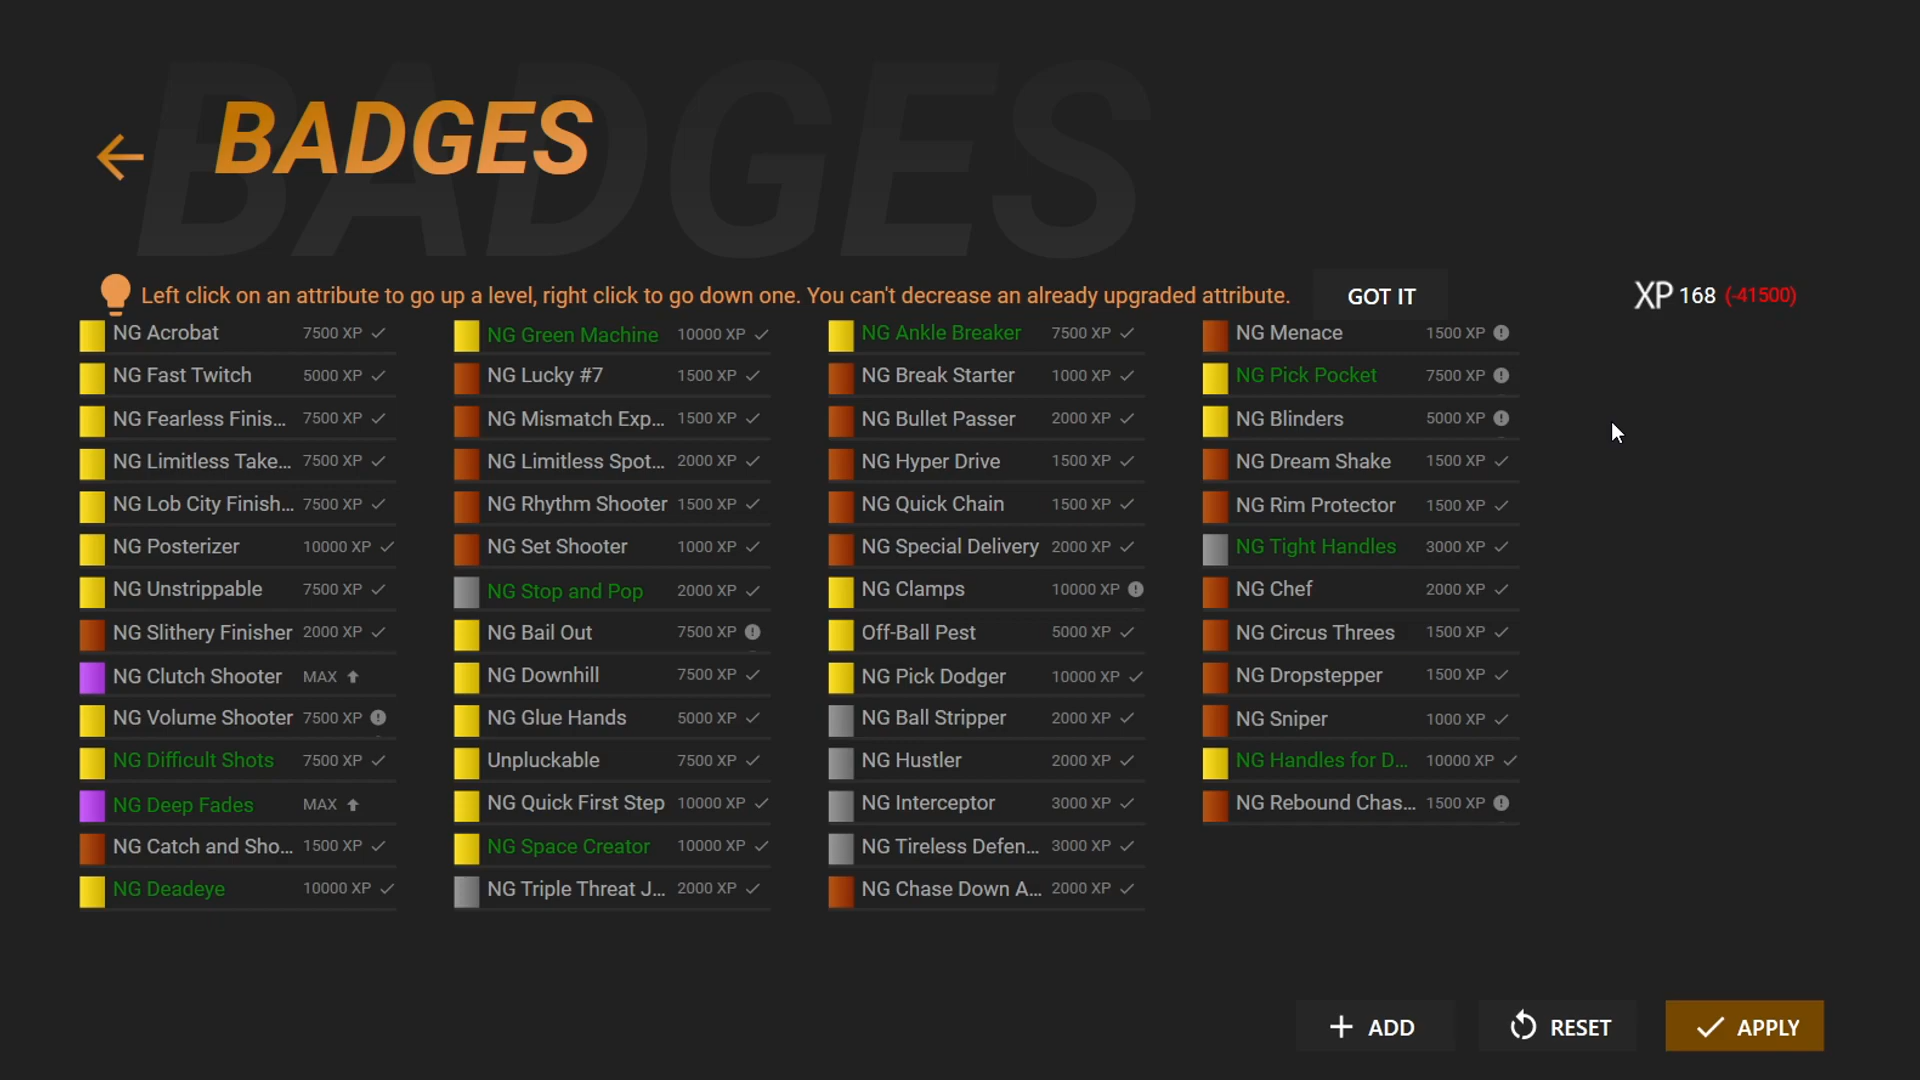 BADGES
BADGES
Left click on an attribute to go up a level, right click to go down one. You can't decrease an already upgraded attribute.
GOT IT
XP 168 (-41500)
NG Acrobat 7500 XP
NG Fast Twitch 5000 XP
NG Fearless Finis... 7500 XP
NG Limitless Take... 7500 XP
NG Lob City Finish... 7500 XP
NG Posterizer 10000 XP
NG Unstrippable 7500 XP
NG Slithery Finisher 2000 XP
NG Clutch Shooter MAX
NG Volume Shooter 7500 XP
NG Difficult Shots 7500 XP
NG Deep Fades MAX
NG Catch and Sho... 1500 XP
NG Deadeye 10000 XP
NG Green Machine 10000 XP
NG Lucky #7 1500 XP
NG Mismatch Exp... 1500 XP
NG Limitless Spot... 2000 XP
NG Rhythm Shooter 1500 XP
NG Set Shooter 1000 XP
NG Stop and Pop 2000 XP
NG Bail Out 7500 XP
NG Downhill 7500 XP
NG Glue Hands 5000 XP
Unpluckable 7500 XP
NG Quick First Step 10000 XP
NG Space Creator 10000 XP
NG Triple Threat J... 2000 XP
NG Ankle Breaker 7500 XP
NG Break Starter 1000 XP
NG Bullet Passer 2000 XP
NG Hyper Drive 1500 XP
NG Quick Chain 1500 XP
NG Special Delivery 2000 XP
NG Clamps 10000 XP
Off-Ball Pest 5000 XP
NG Pick Dodger 10000 XP
NG Ball Stripper 2000 XP
NG Hustler 2000 XP
NG Interceptor 3000 XP
NG Tireless Defen... 3000 XP
NG Chase Down A... 2000 XP
NG Menace 1500 XP
NG Pick Pocket 7500 XP
NG Blinders 5000 XP
NG Dream Shake 1500 XP
NG Rim Protector 1500 XP
NG Tight Handles 3000 XP
NG Chef 2000 XP
NG Circus Threes 1500 XP
NG Dropstepper 1500 XP
NG Sniper 1000 XP
NG Handles for D... 10000 XP
NG Rebound Chas... 1500 XP
ADD
RESET
APPLY